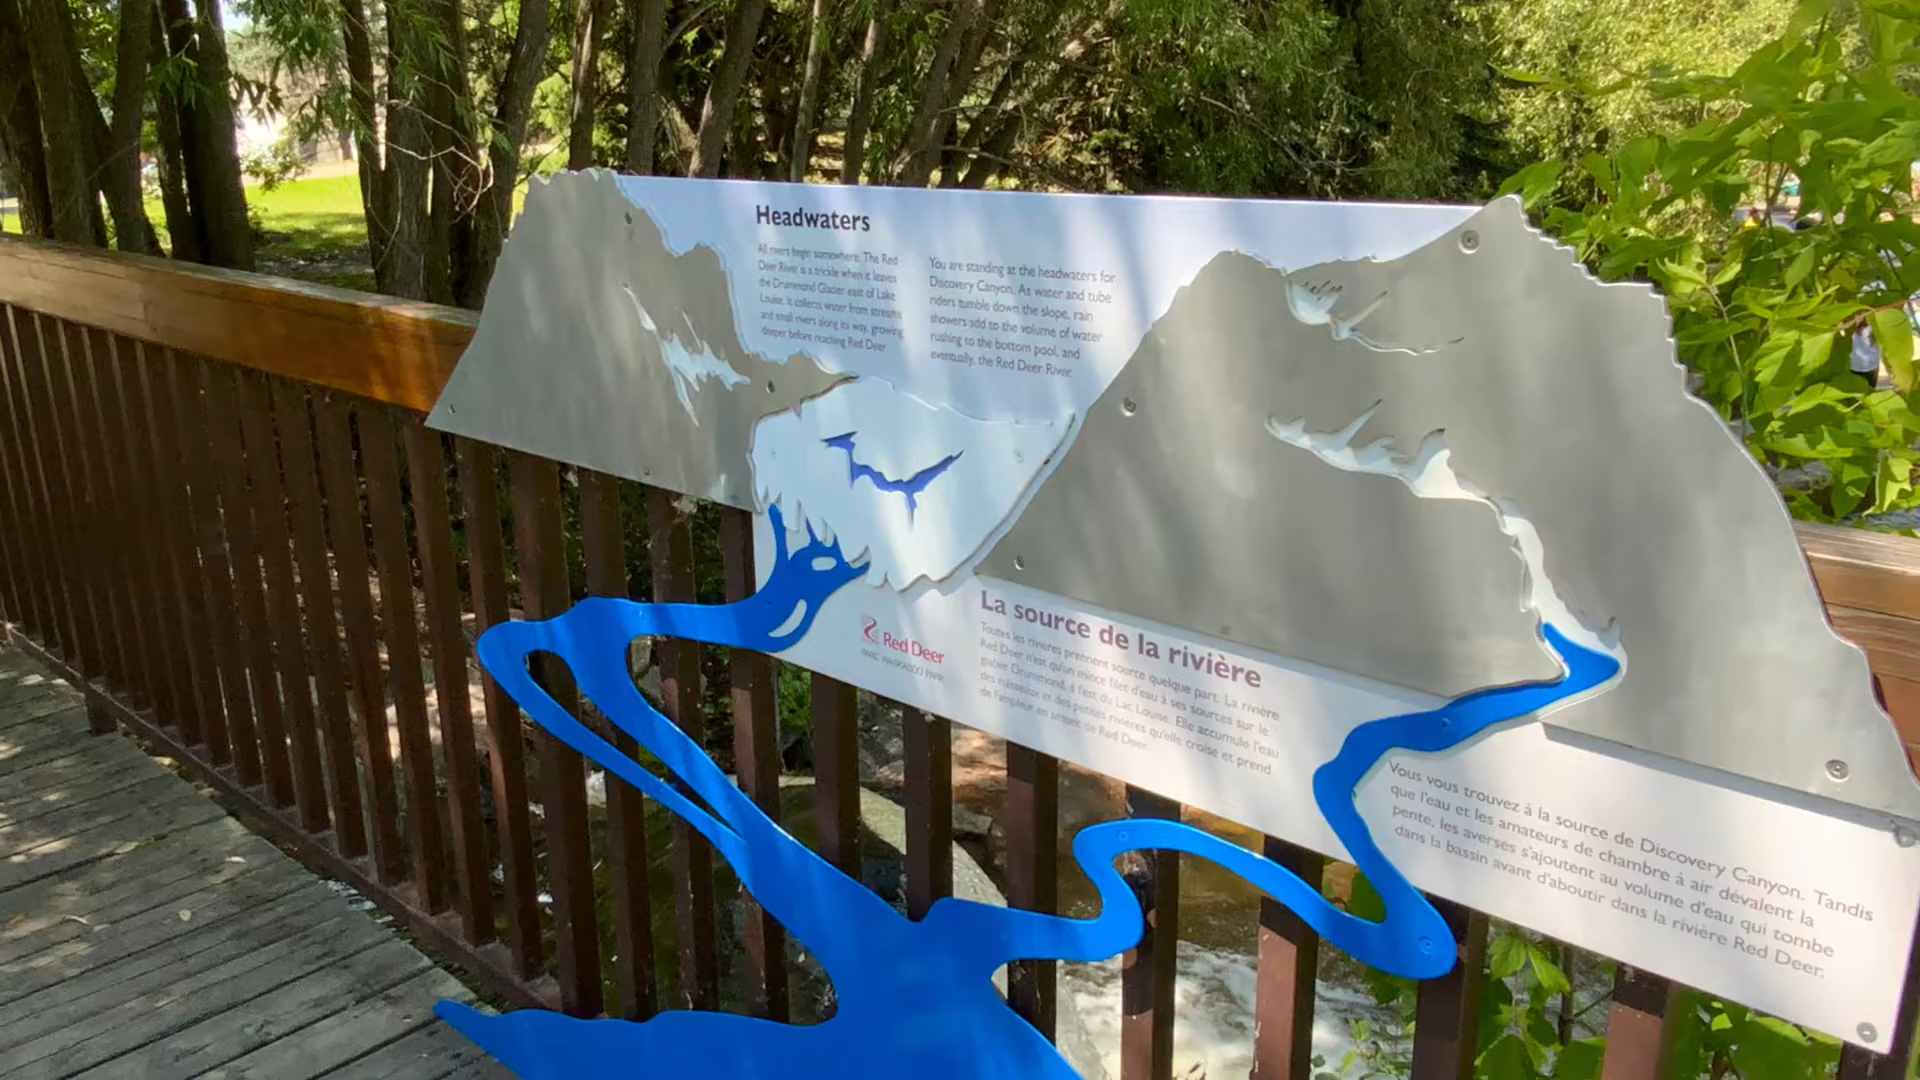 Headwaters
All rivers begin somewhere. The Red
Deer River is a trickle when it leaves
the Drummond Glacier east of Lake
Louise. It collects water from streams
and small rivers along its way, growing
deeper before reaching Red Deer
You are standing at the headwaters for
Discovery Canyon. As water and tube
riders tumble down the slope, rain
showers add to the volume of water
rushing to the bottom pool, and
eventually, the Red Deer River.
Red Deer
PARC WASKASOO PARK
La source de la rivière
Toutes les rivières prennent source quelque part. La rivière
Red Deer n'est qu'un mince filet d'eau à ses sources sur le
glacier Drummond, à l'est du Lac Louise. Elle accumule l'eau
des ruisseaux et des petites rivières qu'elle croise et prend
de l'ampleur en amont de Red Deer.
Vous vous trouvez à la source de Discovery Canyon. Tandis
que l'eau et les amateurs de chambre à air dévalent la
pente, les averses s'ajoutent au volume d'eau qui tombe
dans la bassin avant d'aboutir dans la rivière Red Deer.